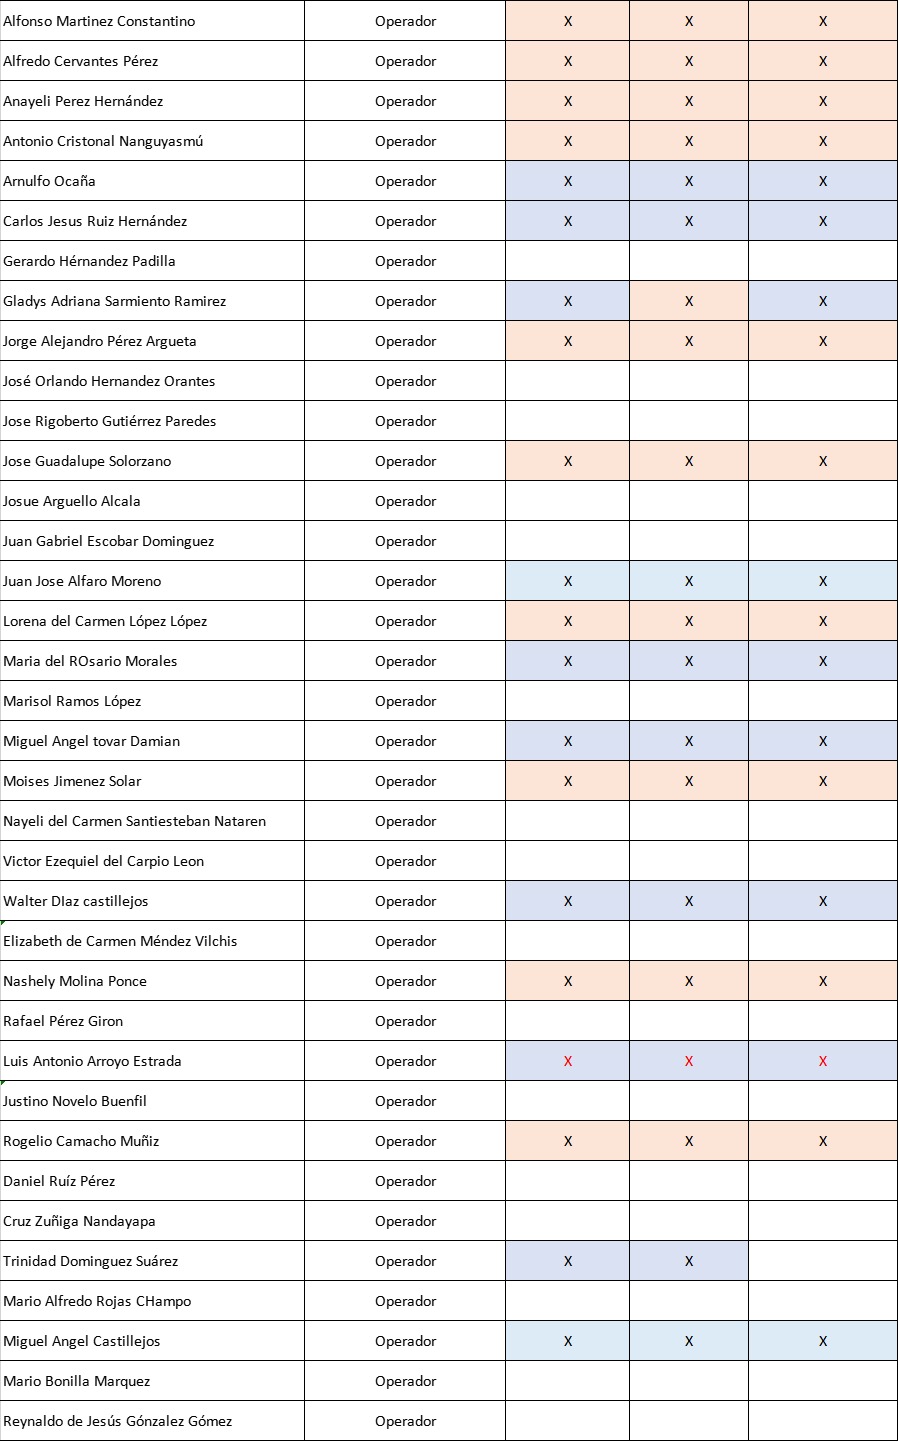 Alfonso Martinez Constantino Operador X X X
Alfredo Cervantes Pérez Operador X X X
Anayeli Perez Hernández Operador X X X
Antonio Cristonal Nanguyasmú Operador X X X
Arnulfo Ocaña Operador X X X
Carlos Jesus Ruiz Hernández Operador X X X
Gerardo Hérnandez Padilla Operador
Gladys Adriana Sarmiento Ramirez Operador X X X
Jorge Alejandro Pérez Argueta Operador X X X
José Orlando Hernandez Orantes Operador
Jose Rigoberto Gutiérrez Paredes Operador
Jose Guadalupe Solorzano Operador X X X
Josue Arguello Alcala Operador
Juan Gabriel Escobar Dominguez Operador
Juan Jose Alfaro Moreno Operador X X X
Lorena del Carmen López López Operador X X X
Maria del ROsario Morales Operador X X X
Marisol Ramos López Operador
Miguel Angel tovar Damian Operador X X X
Moises Jimenez Solar Operador X X X
Nayeli del Carmen Santiesteban Nataren Operador
Victor Ezequiel del Carpio Leon Operador
Walter DIaz castillejos Operador X X X
Elizabeth de Carmen Méndez Vilchis Operador
Nashely Molina Ponce Operador X X X
Rafael Pérez Giron Operador
Luis Antonio Arroyo Estrada Operador X X X
Justino Novelo Buenfil Operador
Rogelio Camacho Muñiz Operador X X X
Daniel Ruíz Pérez Operador
Cruz Zuñiga Nandayapa Operador
Trinidad Dominguez Suárez Operador X X
Mario Alfredo Rojas CHampo Operador
Miguel Angel Castillejos Operador X X X
Mario Bonilla Marquez Operador
Reynaldo de Jesús Gónzalez Gómez Operador